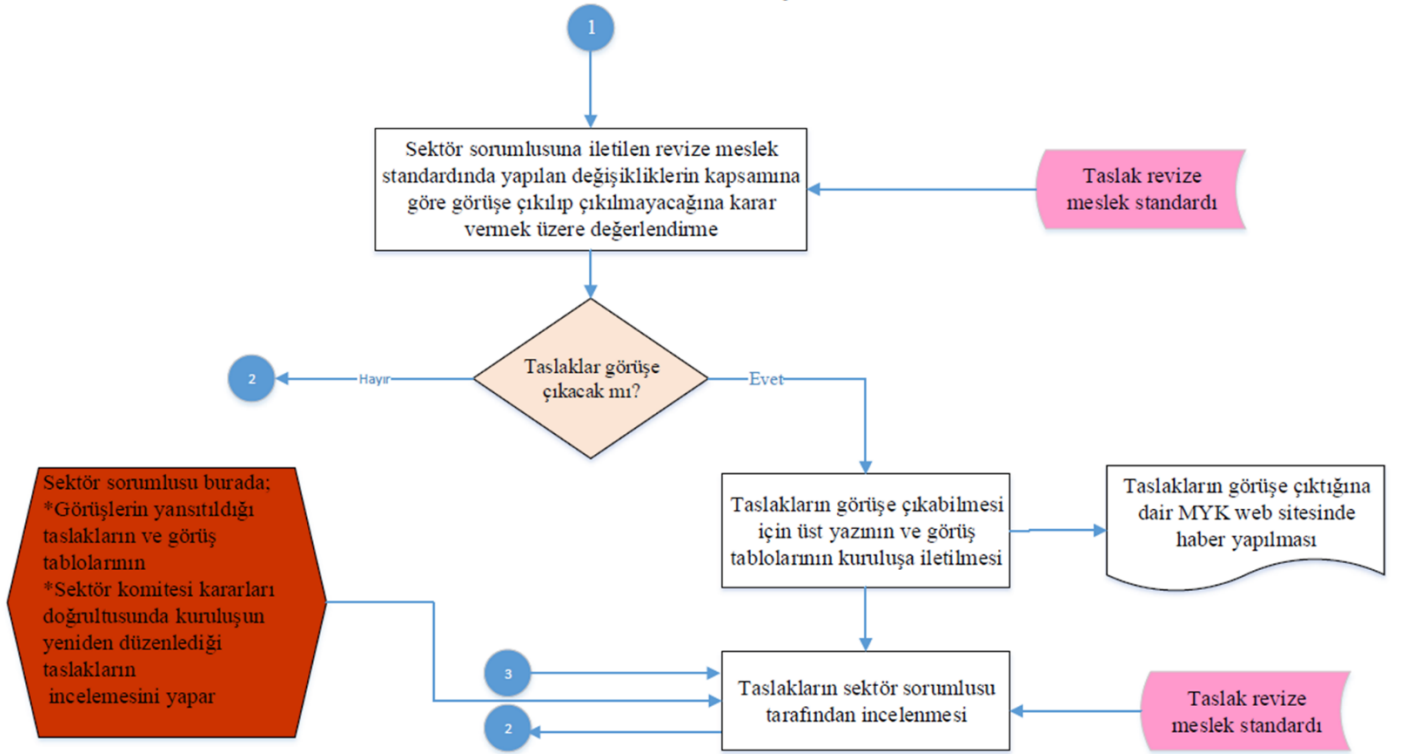 1
Sektör sorumlusuna iletilen revize meslek
standardında yapılan değişikliklerin kapsamına
göre görüşe çıkılıp çıkılmayacağına karar
vermek üzere değerlendirme
Taslak revize
meslek standardı
Taslaklar görüşe
çıkacak mı?
Hayır
2
Evet
Sektör sorumlusu burada;
*Görüşlerin yansıtıldığı
taslakların ve görüş
tablolarının
*Sektör komitesi kararları
doğrultusunda kuruluşun
yeniden düzenlediği
taslakların
incelemesini yapar
Taslakların görüşe çıkabilmesi
için üst yazının ve görüş
tablolarının kuruluşa iletilmesi
Taslakların görüşe çıktığına
dair MYK web sitesinde
haber yapılması
3
2
Taslakların sektör sorumlusu
tarafından incelenmesi
Taslak revize
meslek standardı